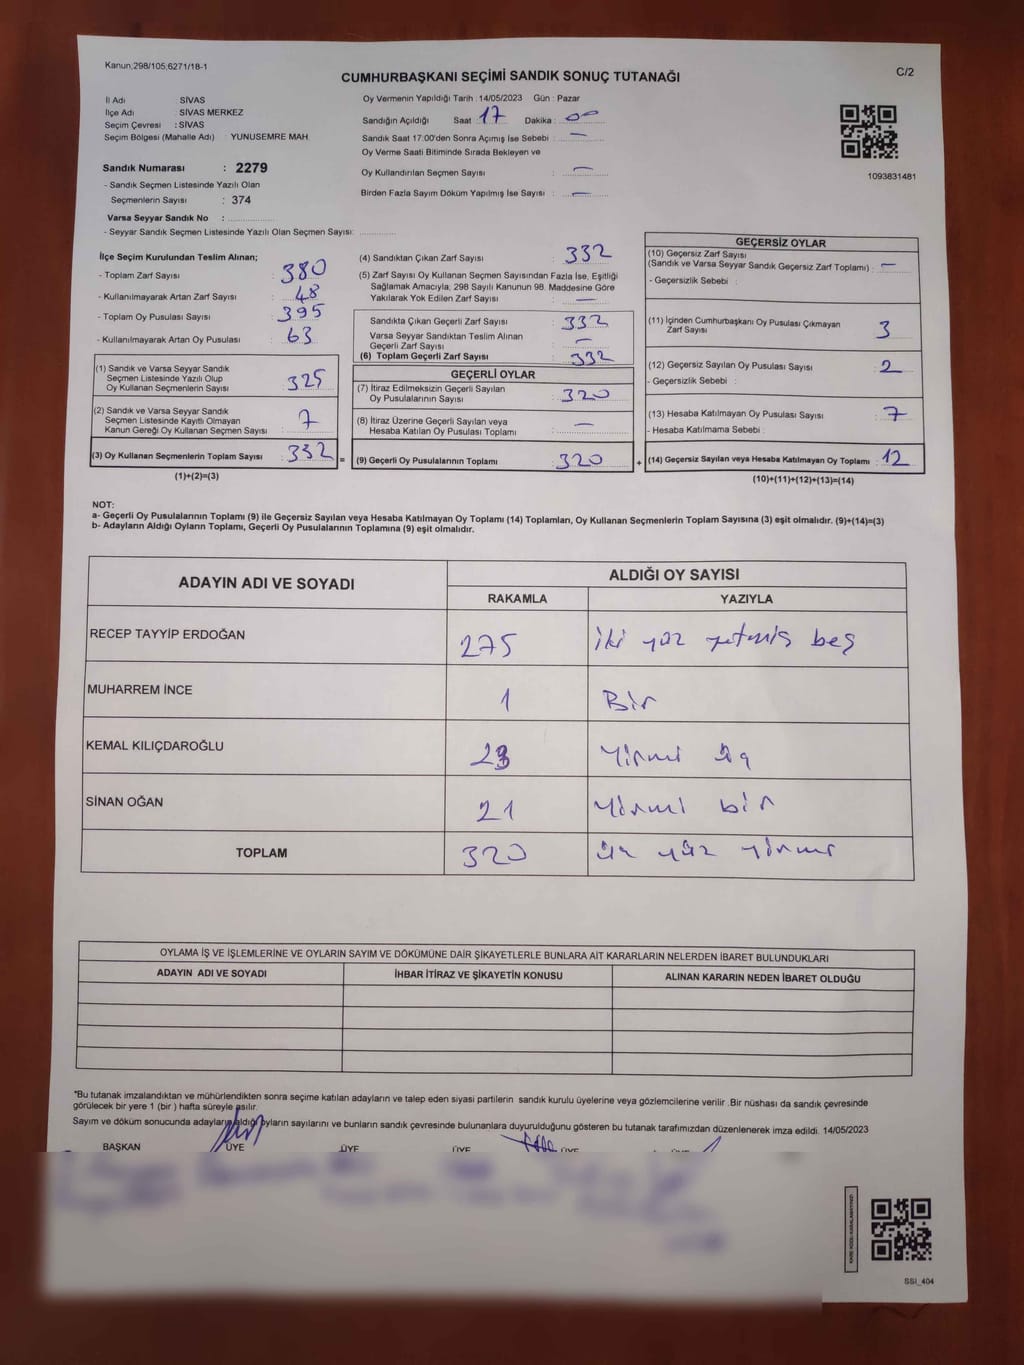 Kanun;298/105;6271/18-1
C/2
CUMHURBAŞKANI SEÇİMİ SANDIK SONUÇ TUTANAĞI
İl Adı : SİVAS
İlçe Adı : SİVAS MERKEZ
Seçim Çevresi : SİVAS
Seçim Bölgesi (Mahalle Adı) : YUNUSEMRE MAH.
Sandık Numarası : 2279
- Sandık Seçmen Listesinde Yazılı Olan
Seçmenlerin Sayısı : 374
Varsa Seyyar Sandık No :
- Seyyar Sandık Seçmen Listesinde Yazılı Olan Seçmen Sayısı:
Oy Vermenin Yapıldığı Tarih : 14/05/2023 Gün : Pazar
Sandığın Açıldığı Saat : 17 Dakika : 00
Sandık Saat 17:00'den Sonra Açımış İse Sebebi : —
Oy Verme Saati Bitiminde Sırada Bekleyen ve
Oy Kullandırılan Seçmen Sayısı : —
Birden Fazla Sayım Döküm Yapılmış İse Sayısı : —
1093831481
İlçe Seçim Kurulundan Teslim Alınan;
- Toplam Zarf Sayısı : 380
- Kullanılmayarak Artan Zarf Sayısı : 48
- Toplam Oy Pusulası Sayısı : 395
- Kullanılmayarak Artan Oy Pusulası : 63
(1) Sandık ve Varsa Seyyar Sandık
Seçmen Listesinde Yazılı Olup
Oy Kullanan Seçmenlerin Sayısı : 325
(2) Sandık ve Varsa Seyyar Sandık
Seçmen Listesinde Kayıtlı Olmayan
Kanun Gereği Oy Kullanan Seçmen Sayısı : 7
(3) Oy Kullanan Seçmenlerin Toplam Sayısı : 332
(1)+(2)=(3)
(4) Sandıktan Çıkan Zarf Sayısı : 332
(5) Zarf Sayısı Oy Kullanan Seçmen Sayısından Fazla İse, Eşitliği
Sağlamak Amacıyla, 298 Sayılı Kanunun 98. Maddesine Göre
Yakılarak Yok Edilen Zarf Sayısı : —
Sandıkta Çıkan Geçerli Zarf Sayısı : 332
Varsa Seyyar Sandıktan Teslim Alınan
Geçerli Zarf Sayısı : —
(6) Toplam Geçerli Zarf Sayısı : 332
GEÇERLİ OYLAR
(7) İtiraz Edilmeksizin Geçerli Sayılan
Oy Pusulalarının Sayısı : 320
(8) İtiraz Üzerine Geçerli Sayılan veya
Hesaba Katılan Oy Pusulası Toplamı : —
= (9) Geçerli Oy Pusulalarının Toplamı : 320 +
GEÇERSİZ OYLAR
(10) Geçersiz Zarf Sayısı
(Sandık ve Varsa Seyyar Sandık Geçersiz Zarf Toplamı) : —
- Geçersizlik Sebebi :
(11) İçinden Cumhurbaşkanı Oy Pusulası Çıkmayan
Zarf Sayısı 3
(12) Geçersiz Sayılan Oy Pusulası Sayısı : 2
- Geçersizlik Sebebi :
(13) Hesaba Katılmayan Oy Pusulası Sayısı : 7
- Hesaba Katılmama Sebebi :
(14) Geçersiz Sayılan veya Hesaba Katılmayan Oy Toplamı : 12
(10)+(11)+(12)+(13)=(14)
NOT:
a- Geçerli Oy Pusulalarının Toplamı (9) ile Geçersiz Sayılan veya Hesaba Katılmayan Oy Toplamı (14) Toplamları, Oy Kullanan Seçmenlerin Toplam Sayısına (3) eşit olmalıdır. (9)+(14)=(3)
b- Adayların Aldığı Oyların Toplamı, Geçerli Oy Pusulalarının Toplamına (9) eşit olmalıdır.
ADAYIN ADI VE SOYADI
ALDIĞI OY SAYISI
RAKAMLA YAZIYLA
RECEP TAYYİP ERDOĞAN 275 iki yüz yetmiş beş
MUHARREM İNCE 1 Bir
KEMAL KILIÇDAROĞLU 23 Yirmi üç
SİNAN OĞAN 21 Yirmi bir
TOPLAM 320 üç yüz yirmi
OYLAMA İŞ VE İŞLEMLERİNE VE OYLARIN SAYIM VE DÖKÜMÜNE DAİR ŞİKAYETLERLE BUNLARA AİT KARARLARIN NELERDEN İBARET BULUNDUKLARI
ADAYIN ADI VE SOYADI İHBAR İTİRAZ VE ŞİKAYETİN KONUSU ALINAN KARARIN NEDEN İBARET OLDUĞU
*Bu tutanak imzalandıktan ve mühürlendikten sonra seçime katılan adayların ve talep eden siyasi partilerin sandık kurulu üyelerine veya gözlemcilerine verilir .Bir nüshası da sandık çevresinde
görülecek bir yere 1 (bir ) hafta süreyle asılır.
Sayım ve döküm sonucunda adayların aldığı oyların sayılarını ve bunların sandık çevresinde bulunanlara duyurulduğunu gösteren bu tutanak tarafımızdan düzenlenerek imza edildi. 14/05/2023
BAŞKAN ÜYE ÜYE ÜYE ÜYE ÜYE
SSI_404